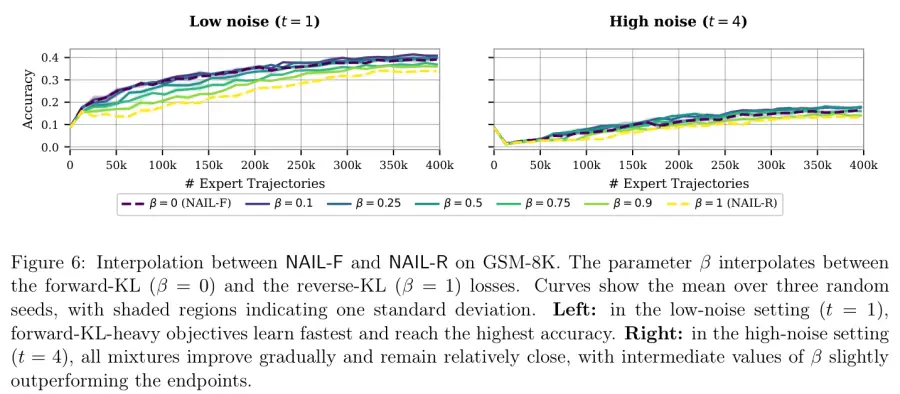 Low noise (t = 1)
High noise (t = 4)
Accuracy
0.4
0.3
0.2
0.1
0.0
0 50k 100k 150k 200k 250k 300k 350k 400k
0 50k 100k 150k 200k 250k 300k 350k 400k
# Expert Trajectories
# Expert Trajectories
β = 0 (NAIL-F) β = 0.1 β = 0.25 β = 0.5 β = 0.75 β = 0.9 β = 1 (NAIL-R)
Figure 6: Interpolation between NAIL-F and NAIL-R on GSM-8K. The parameter β interpolates between
the forward-KL (β = 0) and the reverse-KL (β = 1) losses. Curves show the mean over three random
seeds, with shaded regions indicating one standard deviation. Left: in the low-noise setting (t = 1),
forward-KL-heavy objectives learn fastest and reach the highest accuracy. Right: in the high-noise setting
(t = 4), all mixtures improve gradually and remain relatively close, with intermediate values of β slightly
outperforming the endpoints.